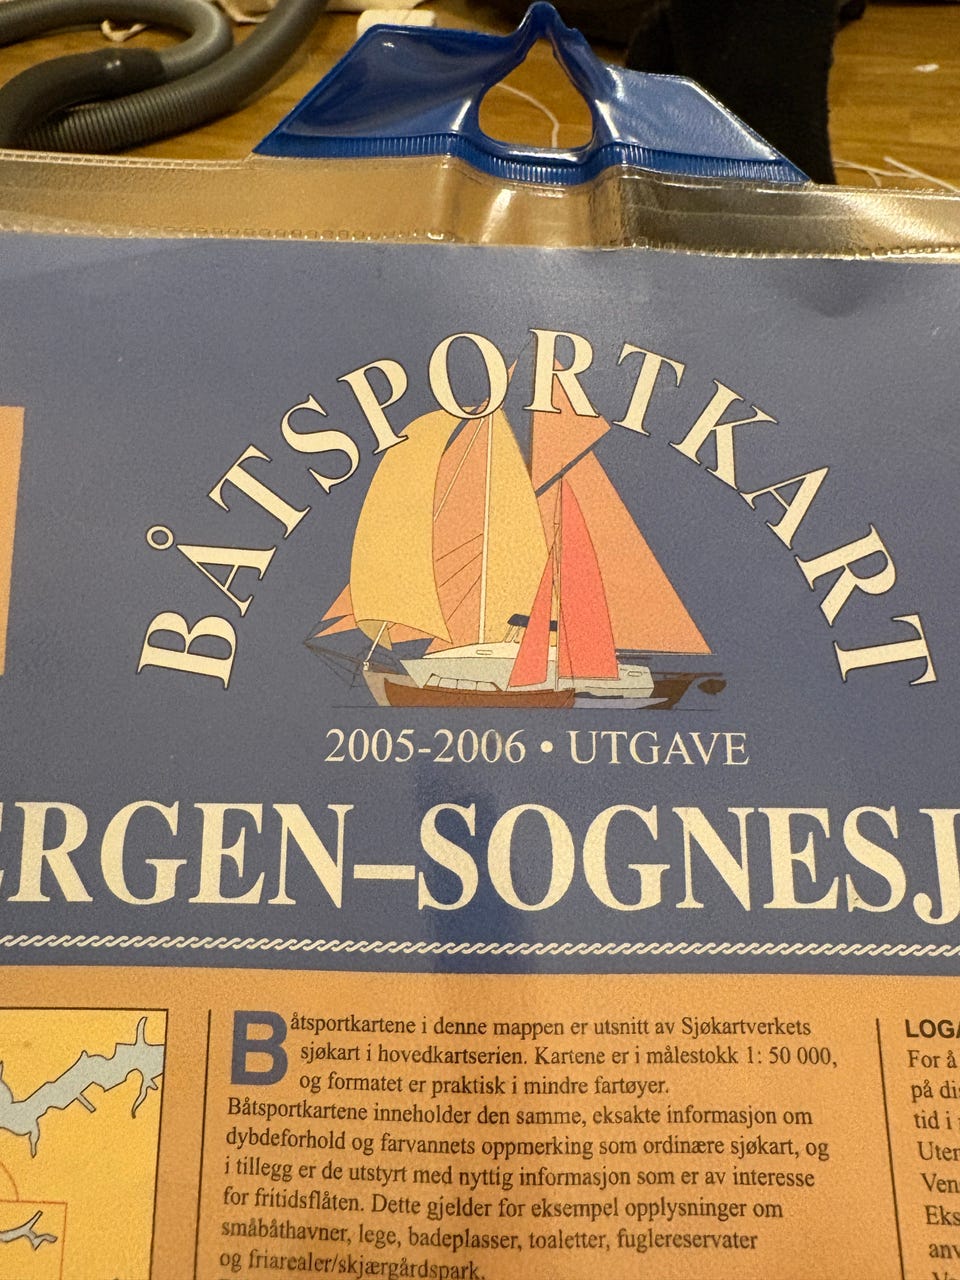 BÅTSPORTKART
2005-2006 • UTGAVE
ERGEN–SOGNESJ
Båtsportkartene i denne mappen er utsnitt av Sjøkartverkets
sjøkart i hovedkartserien. Kartene er i målestokk 1: 50 000,
og formatet er praktisk i mindre fartøyer.
Båtsportkartene inneholder den samme, eksakte informasjon om
dybdeforhold og farvannets oppmerking som ordinære sjøkart, og
i tillegg er de utstyrt med nyttig informasjon som er av interesse
for fritidsflåten. Dette gjelder for eksempel opplysninger om
småbåthavner, lege, badeplasser, toaletter, fuglereservater
og friarealer/skjærgårdspark.
LOGA
For å
på di
tid i
Uter
Ven
Eks
anv